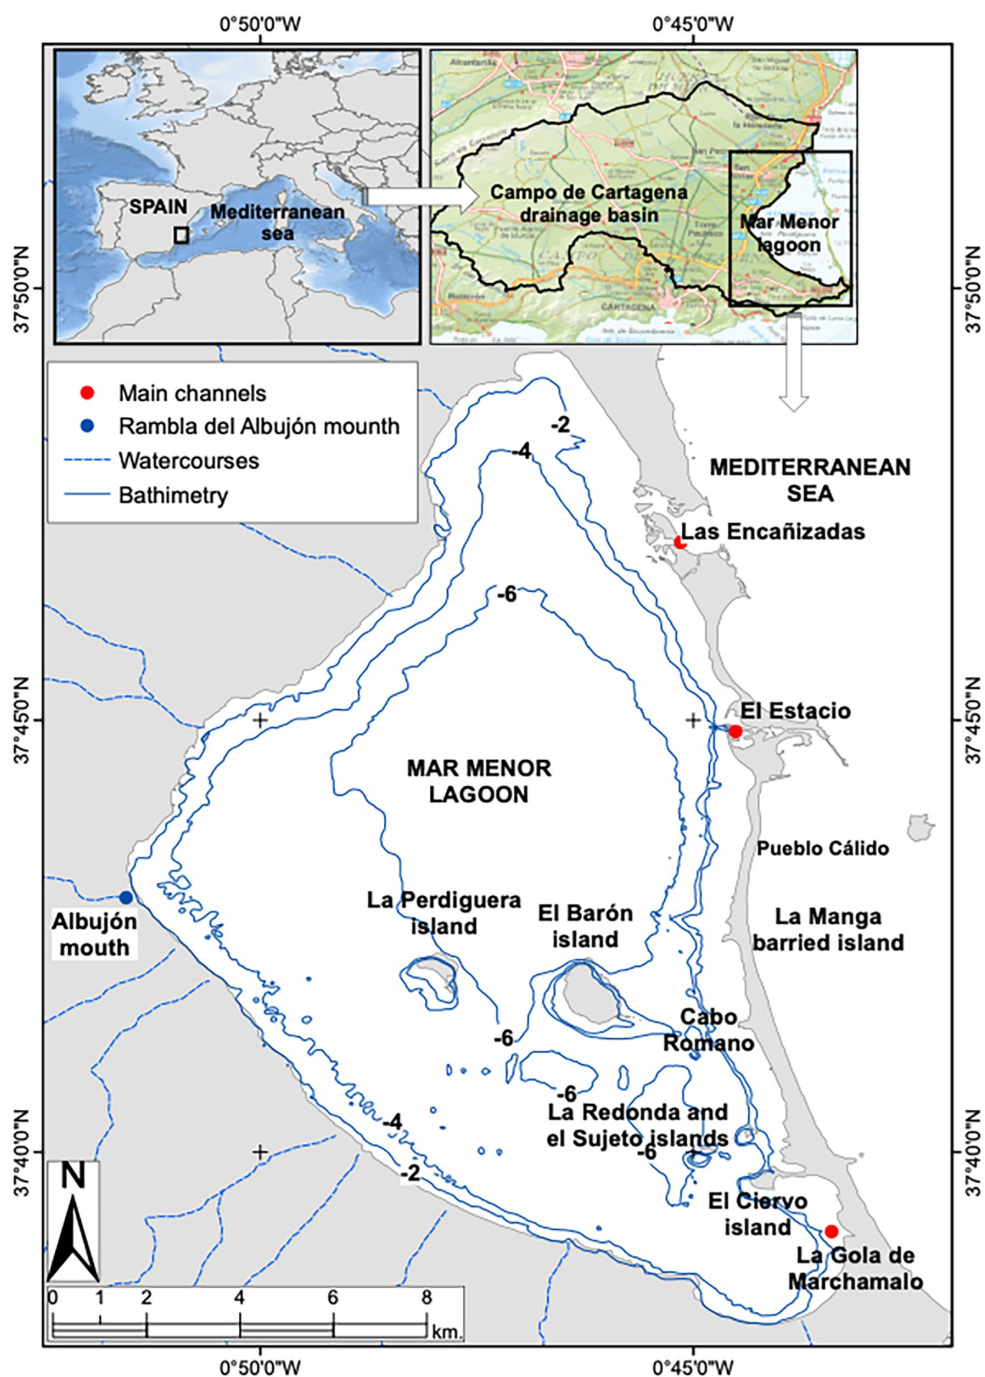 0°50'0"W
0°45'0"W
SPAIN
Mediterranean
sea
Campo de Cartagena
drainage basin
Mar Menor
lagoon
CARTAGENA
37°50'0"N
37°50'0"N
Main channels
Rambla del Albujón mounth
Watercourses
Bathimetry
-2
-4
MEDITERRANEAN
SEA
Las Encañizadas
-6
El Estacio
37°45'0"N
37°45'0"N
MAR MENOR
LAGOON
Pueblo Cálido
La Perdiguera
island
El Barón
island
La Manga
barried island
Albujón
mouth
Cabo
Romano
-6
-6
La Redonda and
el Sujeto islands
-4
-6
-2
37°40'0"N
37°40'0"N
N
El Ciervo
island
La Gola de
Marchamalo
0 1 2 4 6 8
km.
0°50'0"W
0°45'0"W